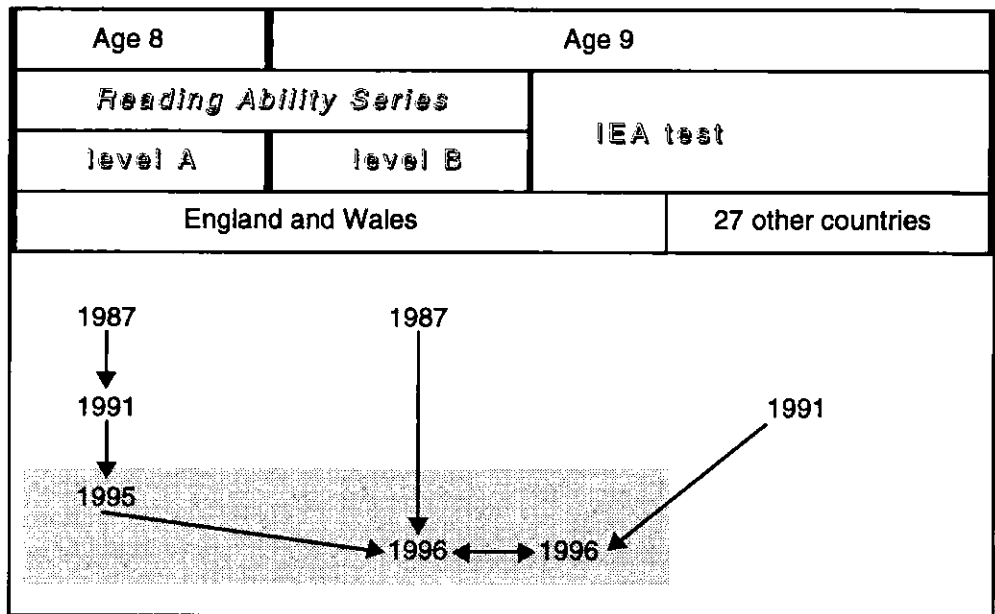 Age 8 Age 9
Reading Ability Series
IEA test
level A level B
England and Wales 27 other countries
1987 1987
1991 1991
1995
1996 1996